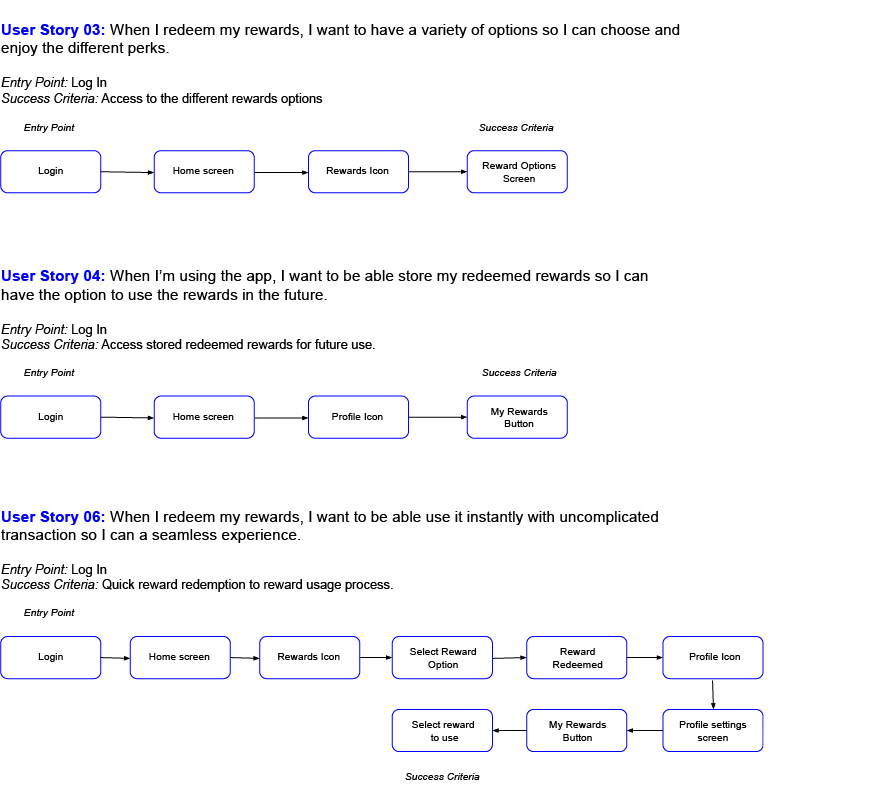 User Story 03: When I redeem my rewards, I want to have a variety of options so I can choose and
enjoy the different perks.
Entry Point: Log In
Success Criteria: Access to the different rewards options
Entry Point
Success Criteria
Login
Home screen
Rewards Icon
Reward Options
Screen
User Story 04: When I’m using the app, I want to be able store my redeemed rewards so I can
have the option to use the rewards in the future.
Entry Point: Log In
Success Criteria: Access stored redeemed rewards for future use.
Entry Point
Success Criteria
Login
Home screen
Profile Icon
My Rewards
Button
User Story 06: When I redeem my rewards, I want to be able use it instantly with uncomplicated
transaction so I can a seamless experience.
Entry Point: Log In
Success Criteria: Quick reward redemption to reward usage process.
Entry Point
Login
Home screen
Rewards Icon
Select Reward
Option
Reward
Redeemed
Profile Icon
Profile settings
screen
My Rewards
Button
Select reward
to use
Success Criteria